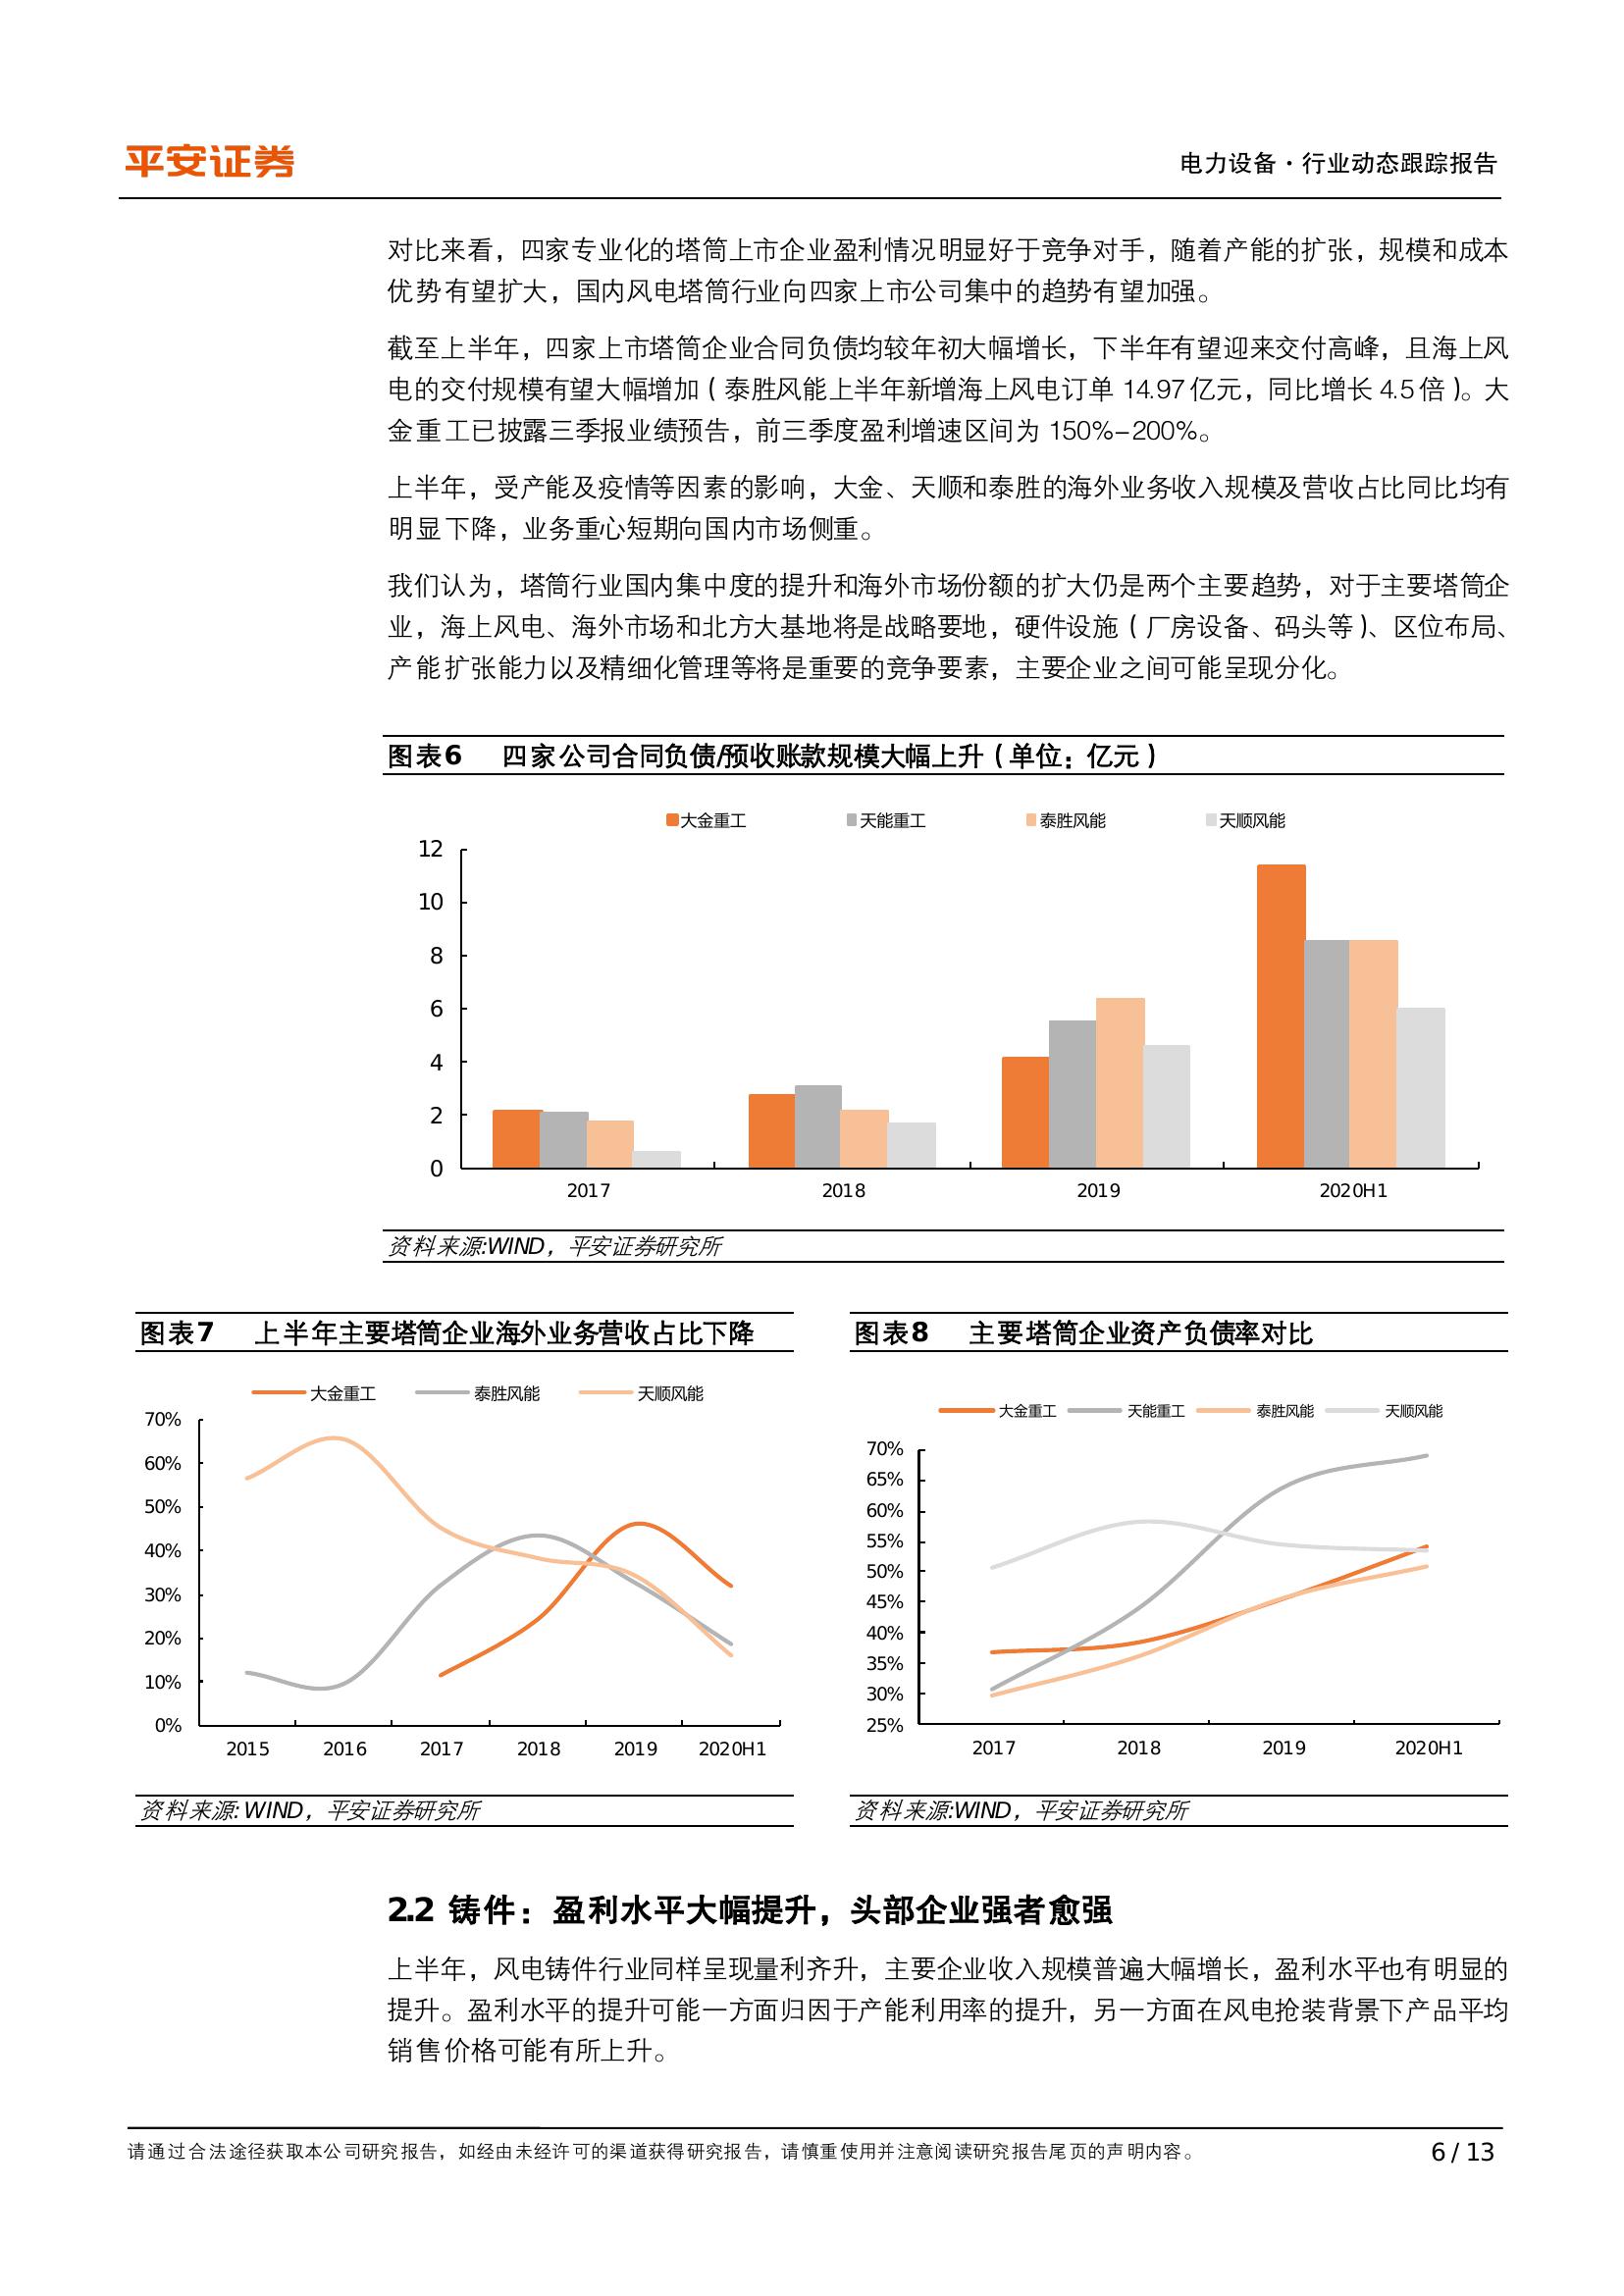 平安证券
电力设备·行业动态跟踪报告
对比来看，四家专业化的塔筒上市企业盈利情况明显好于竞争对手，随着产能的扩张，规模和成本
优势有望扩大，国内风电塔筒行业向四家上市公司集中的趋势有望加强。
截至上半年，四家上市塔筒企业合同负债均较年初大幅增长，下半年有望迎来交付高峰，且海上风
电的交付规模有望大幅增加（泰胜风能上半年新增海上风电订单 14.97 亿元，同比增长 4.5 倍）。大
金重工已披露三季报业绩预告，前三季度盈利增速区间为 150%-200%。
上半年，受产能及疫情等因素的影响，大金、天顺和泰胜的海外业务收入规模及营收占比同比均有
明显下降，业务重心短期向国内市场侧重。
我们认为，塔筒行业国内集中度的提升和海外市场份额的扩大仍是两个主要趋势，对于主要塔筒企
业，海上风电、海外市场和北方大基地将是战略要地，硬件设施（厂房设备、码头等）、区位布局、
产能扩张能力以及精细化管理等将是重要的竞争要素，主要企业之间可能呈现分化。
图表6 四家公司合同负债/预收账款规模大幅上升（单位：亿元）
大金重工 天能重工 泰胜风能 天顺风能
12
10
8
6
4
2
0
2017 2018 2019 2020H1
资料来源:WIND，平安证券研究所
图表7 上半年主要塔筒企业海外业务营收占比下降
大金重工 泰胜风能 天顺风能
70%
60%
50%
40%
30%
20%
10%
0%
2015 2016 2017 2018 2019 2020H1
资料来源: WIND，平安证券研究所
图表8 主要塔筒企业资产负债率对比
大金重工 天能重工 泰胜风能 天顺风能
70%
65%
60%
55%
50%
45%
40%
35%
30%
25%
2017 2018 2019 2020H1
资料来源:WIND，平安证券研究所
2.2 铸件：盈利水平大幅提升，头部企业强者愈强
上半年，风电铸件行业同样呈现量利齐升，主要企业收入规模普遍大幅增长，盈利水平也有明显的
提升。盈利水平的提升可能一方面归因于产能利用率的提升，另一方面在风电抢装背景下产品平均
销售价格可能有所上升。
请通过合法途径获取本公司研究报告，如经由未经许可的渠道获得研究报告，请慎重使用并注意阅读研究报告尾页的声明内容。
6 / 13